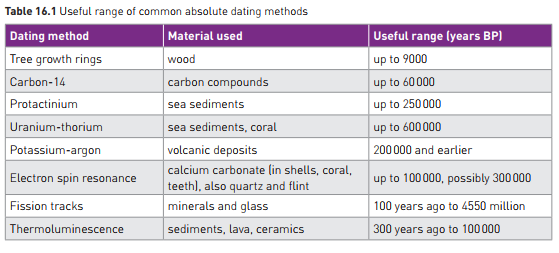 Table 16.1 Useful range of common absolute dating methods
Dating method Material used Useful range (years BP)
Tree growth rings wood up to 9000
Carbon-14 carbon compounds up to 60 000
Protactinium sea sediments up to 250 000
Uranium-thorium sea sediments, coral up to 600 000
Potassium-argon volcanic deposits 200 000 and earlier
Electron spin resonance calcium carbonate (in shells, coral, up to 100 000, possibly 300 000
teeth), also quartz and flint
Fission tracks minerals and glass 100 years ago to 4550 million
Thermoluminescence sediments, lava, ceramics 300 years ago to 100 000